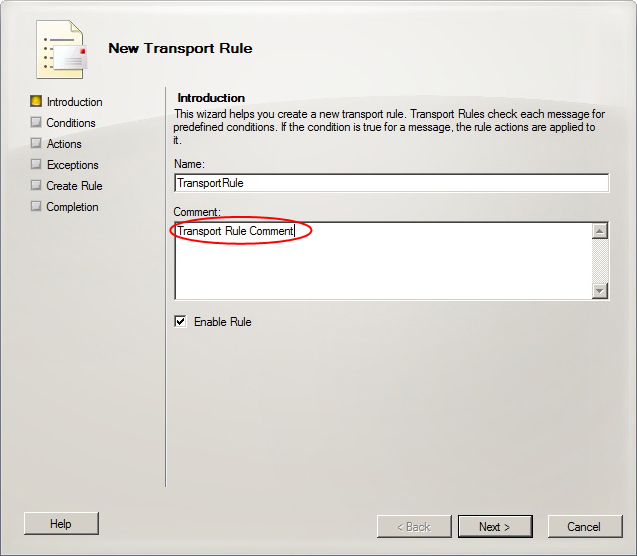 New Transport Rule
Introduction
Conditions
Actions
Exceptions
Create Rule
Completion
Introduction
This wizard helps you create a new transport rule. Transport Rules check each message for
predefined conditions. If the condition is true for a message, the rule actions are applied to
it.
Name:
TransportRule
Comment:
Transport Rule Comment
Enable Rule
Help
< Back
Next >
Cancel